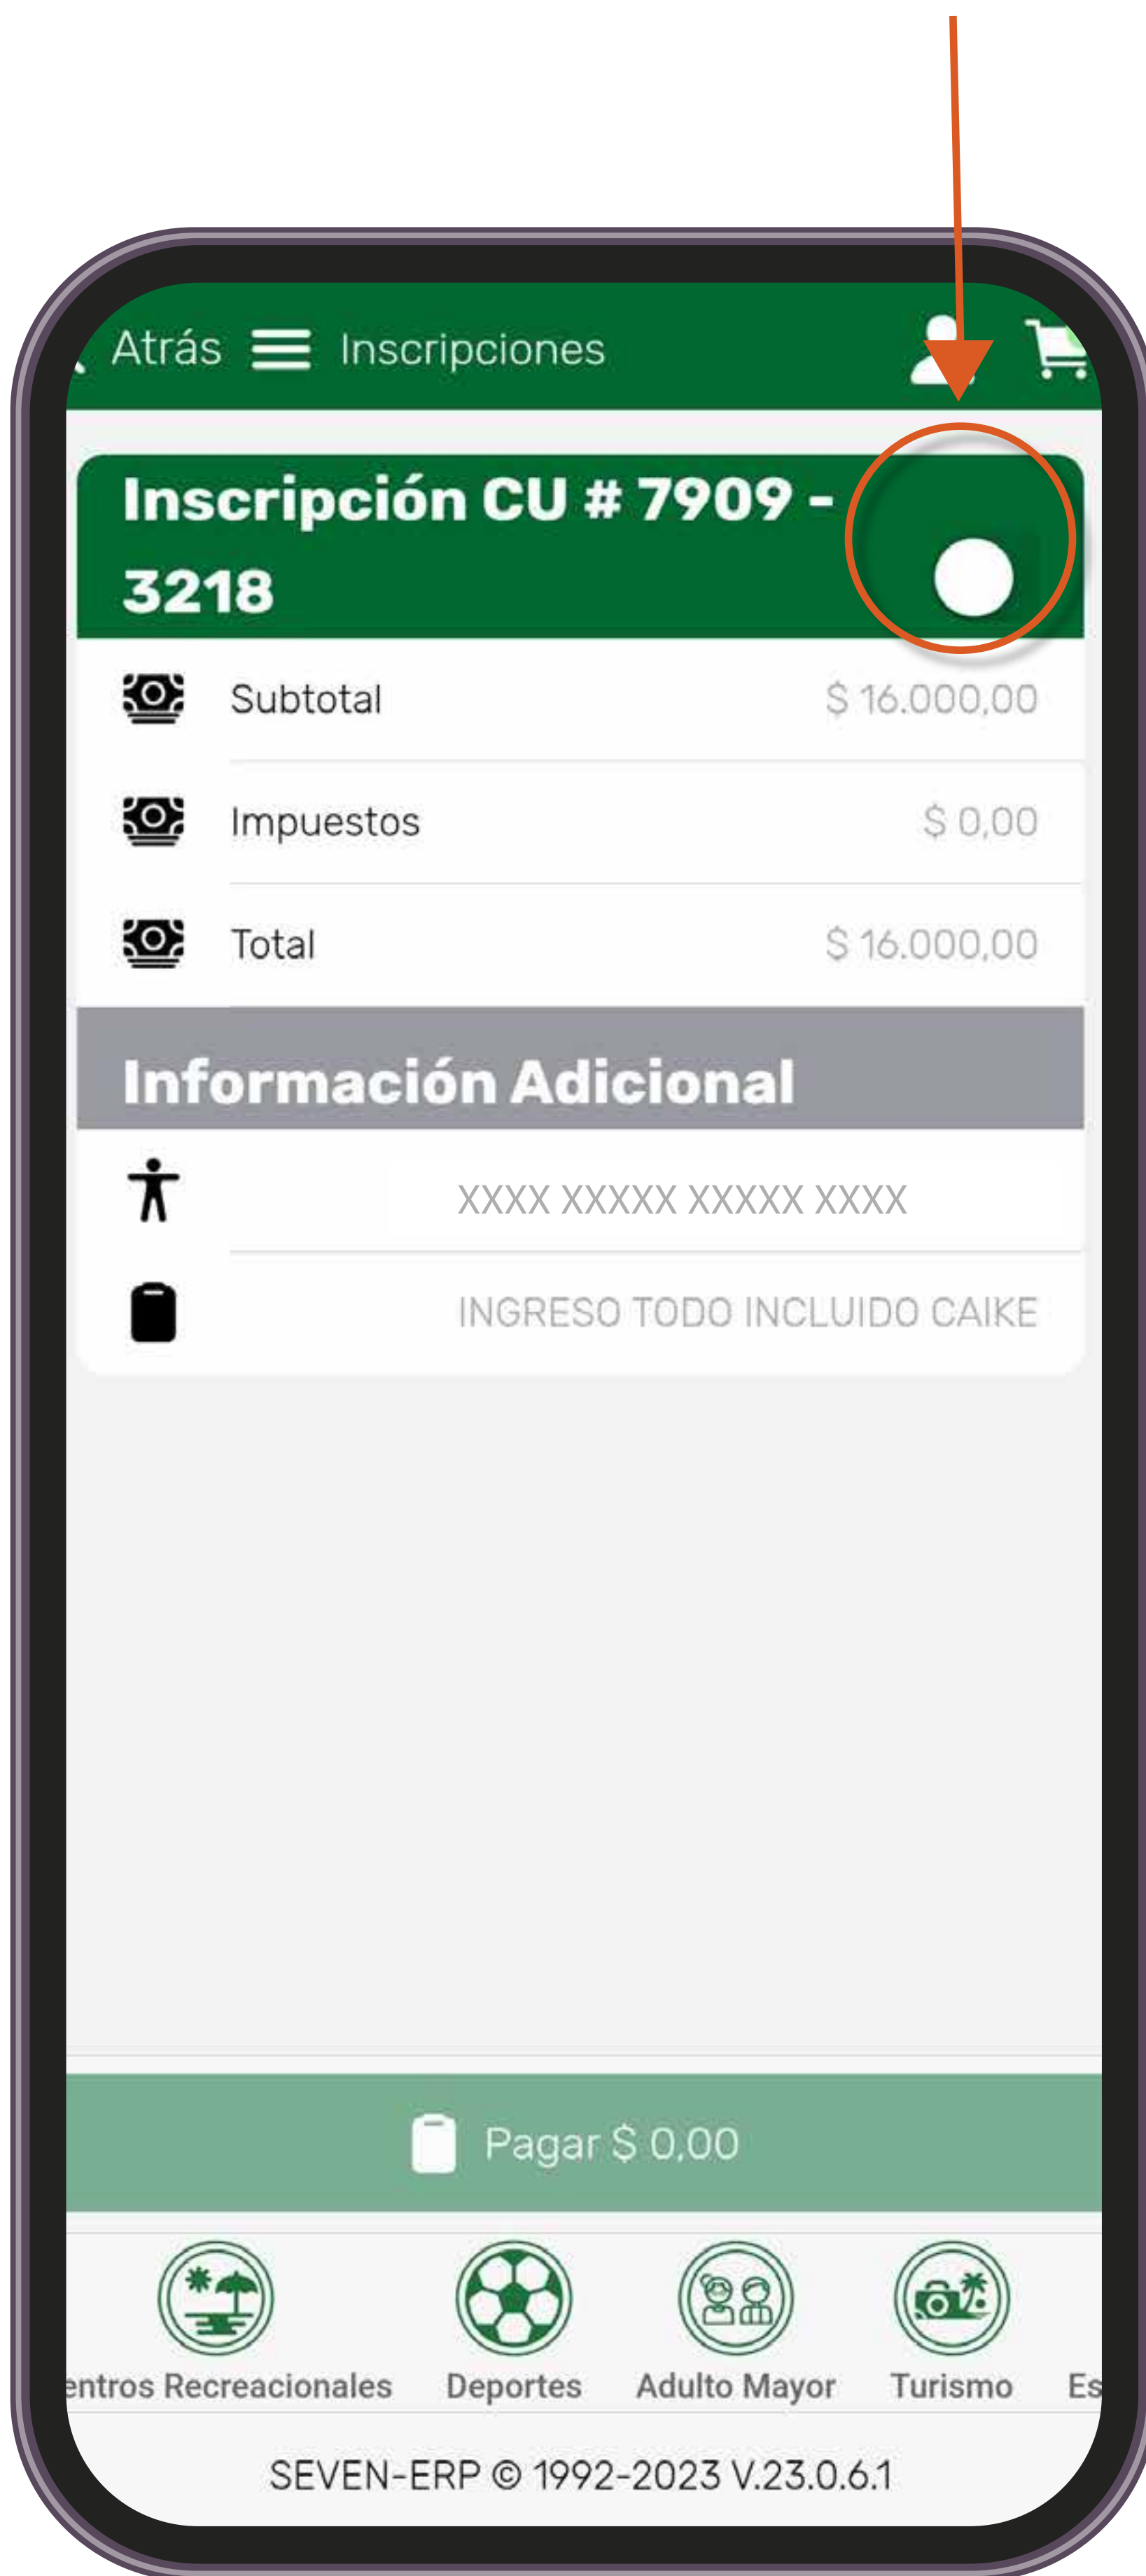 Atrás Inscripciones
Inscripción CU # 7909 -
3218
Subtotal $ 16.000,00
Impuestos $ 0,00
Total $ 16.000,00
Información Adicional
XXXX XXXXX XXXXX XXXX
INGRESO TODO INCLUIDO CAIKE
Pagar $ 0,00
entros Recreacionales Deportes Adulto Mayor Turismo Es
SEVEN-ERP © 1992-2023 V.23.0.6.1